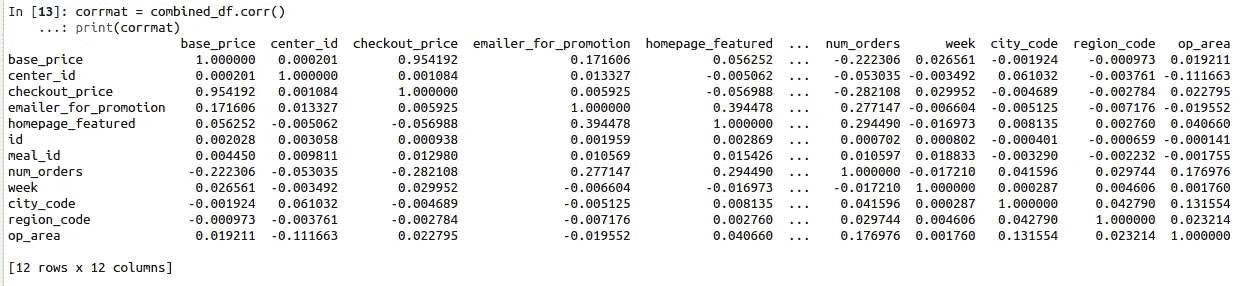 In [13]: corrmat = combined_df.corr()
    ...: print(corrmat)
                       base_price  center_id  checkout_price  emailer_for_promotion  homepage_featured  ...  num_orders      week  city_code  region_code   op_area
base_price               1.000000   0.000201        0.954192               0.171606           0.056252  ...   -0.222306  0.026561  -0.001924    -0.000973  0.019211
center_id                0.000201   1.000000        0.001084               0.013327          -0.005062  ...   -0.053035 -0.003492   0.061032    -0.003761 -0.111663
checkout_price           0.954192   0.001084        1.000000               0.005925          -0.056988  ...   -0.282108  0.029952  -0.004689    -0.002784  0.022795
emailer_for_promotion    0.171606   0.013327        0.005925               1.000000           0.394478  ...    0.277147 -0.006604  -0.005125    -0.007176 -0.019552
homepage_featured        0.056252  -0.005062       -0.056988               0.394478           1.000000  ...    0.294490 -0.016973   0.008135     0.002760  0.040660
id                       0.002028   0.003058        0.000938               0.001959           0.002869  ...    0.000702  0.000802  -0.000401    -0.000659 -0.000141
meal_id                  0.004450   0.009811        0.012980               0.010569           0.015426  ...    0.010597  0.018833  -0.003290    -0.002232 -0.001755
num_orders              -0.222306  -0.053035       -0.282108               0.277147           0.294490  ...    1.000000 -0.017210   0.041596     0.029744  0.176976
week                     0.026561  -0.003492        0.029952              -0.006604          -0.016973  ...   -0.017210  1.000000   0.000287     0.004606  0.001760
city_code               -0.001924   0.061032       -0.004689              -0.005125           0.008135  ...    0.041596  0.000287   1.000000     0.042790  0.131554
region_code             -0.000973  -0.003761       -0.002784              -0.007176           0.002760  ...    0.029744  0.004606   0.042790     1.000000  0.023214
op_area                  0.019211  -0.111663        0.022795              -0.019552           0.040660  ...    0.176976  0.001760   0.131554     0.023214  1.000000
[12 rows x 12 columns]